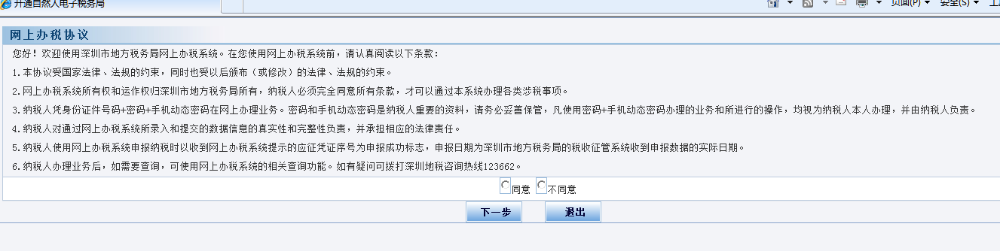 开通自然人电子税务局
页面(P) 安全(S)
网上办税协议
您好！欢迎使用深圳市地方税务局网上办税系统。在您使用网上办税系统前，请认真阅读以下条款：
1.本协议受国家法律、法规的约束，同时也受以后颁布（或修改）的法律、法规的约束。
2.网上办税系统所有权和运作权归深圳市地方税务局所有，纳税人必须完全同意所有条款，才可以通过本系统办理各类涉税事项。
3.纳税人凭身份证件号码+密码+手机动态密码在网上办理业务。密码和手机动态密码是纳税人重要的资料，请务必妥善保管，凡使用密码+手机动态密码办理的业务和所进行的操作，均视为纳税人本人办理，并由纳税人负责。
4.纳税人对通过网上办税系统所录入和提交的数据信息的真实性和完整性负责，并承担相应的法律责任。
5.纳税人使用网上办税系统申报纳税时以收到网上办税系统提示的应征凭证序号为申报成功标志，申报日期为深圳市地方税务局的税收征管系统收到申报数据的实际日期。
6.纳税人办理业务后，如需要查询，可使用网上办税系统的相关查询功能。如有疑问可拨打深圳地税咨询热线123662。
同意 不同意
下一步 退出